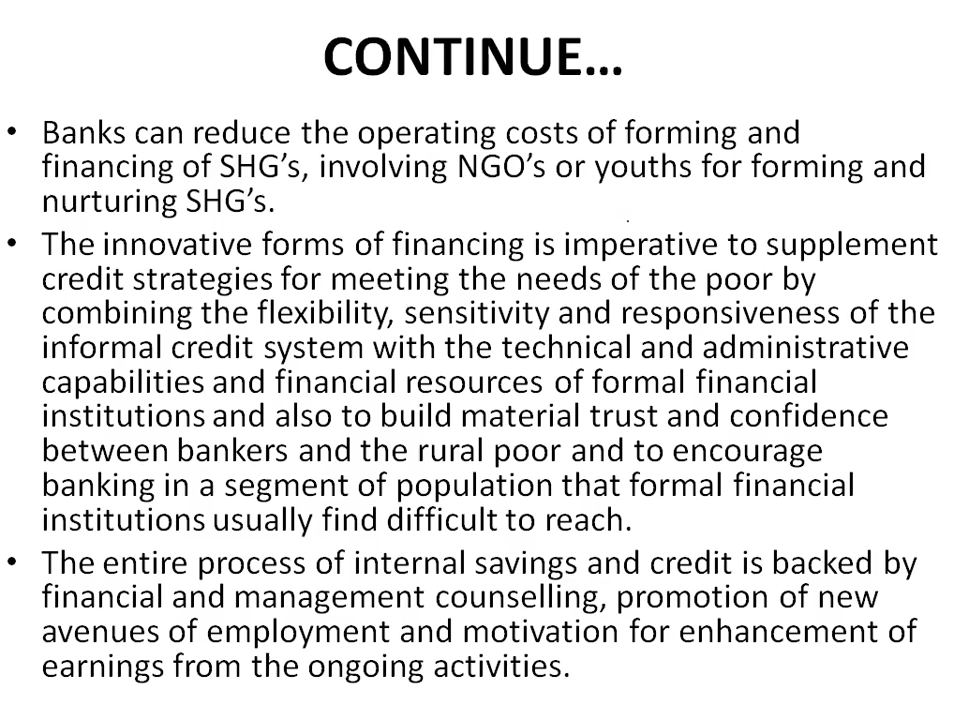 CONTINUE…
• Banks can reduce the operating costs of forming and
financing of SHG’s, involving NGO’s or youths for forming and
nurturing SHG’s.
• The innovative forms of financing is imperative to supplement
credit strategies for meeting the needs of the poor by
combining the flexibility, sensitivity and responsiveness of the
informal credit system with the technical and administrative
capabilities and financial resources of formal financial
institutions and also to build material trust and confidence
between bankers and the rural poor and to encourage
banking in a segment of population that formal financial
institutions usually find difficult to reach.
• The entire process of internal savings and credit is backed by
financial and management counselling, promotion of new
avenues of employment and motivation for enhancement of
earnings from the ongoing activities.